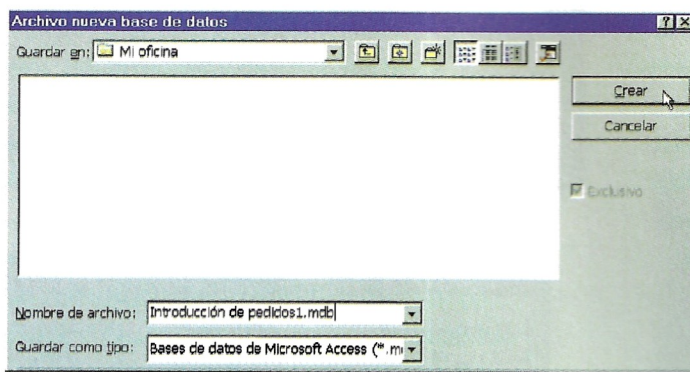 Archivo nueva base de datos
Guardar en: Mi oficina
Crear
Cancelar
Exclusivo
Nombre de archivo: Introducción de pedidos1.mdb
Guardar como tipo: Bases de datos de Microsoft Access (*.m